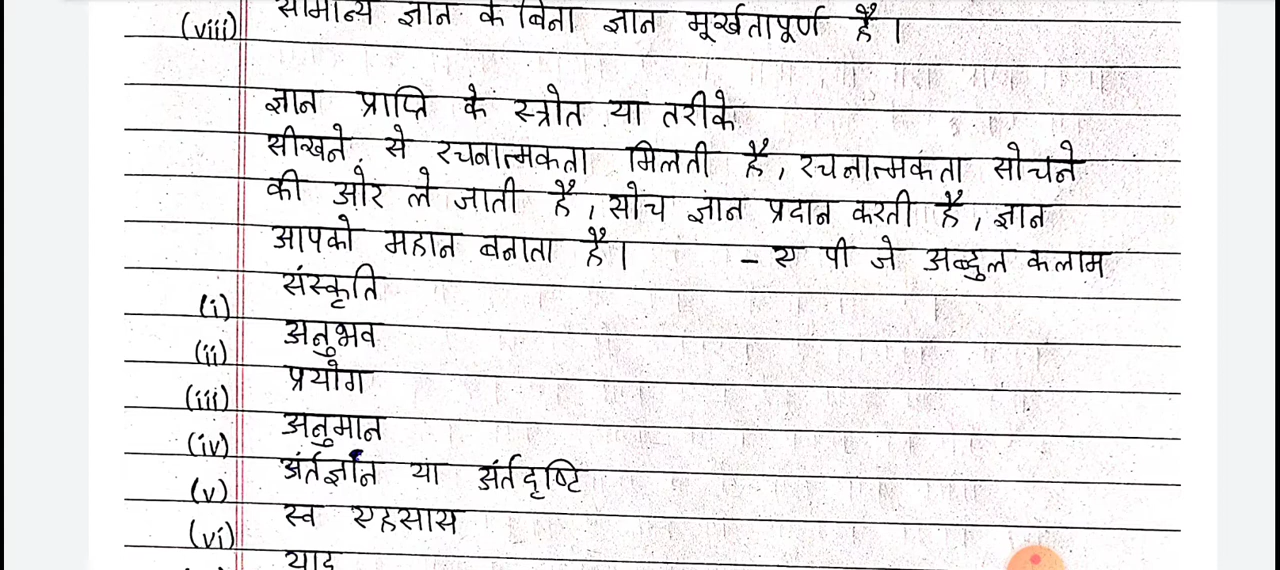 (viii) सामान्य ज्ञान के बिना ज्ञान मूर्खतापूर्ण है।
ज्ञान प्राप्ति के स्त्रोत या तरीके
सीखने से रचनात्मकता मिलती है, रचनात्मकता सोचने
की ओर ले जाती है, सोच ज्ञान प्रदान करती है, ज्ञान
आपको महान बनाता है। - ए पी जे अब्दुल कलाम
(i) संस्कृति
(ii) अनुभव
(iii) प्रयोग
(iv) अनुमान
(v) अंर्तज्ञान या अंर्तदृष्टि
(vi) स्व एहसास
याद